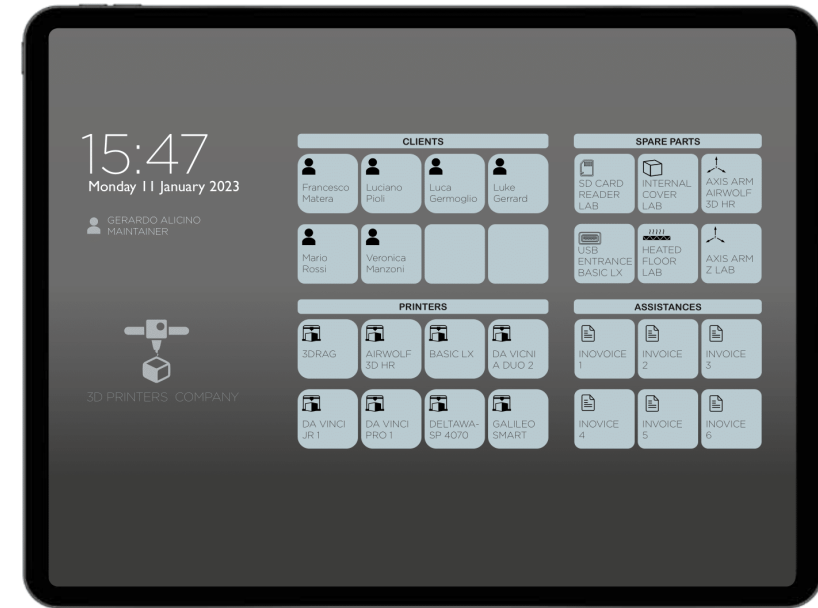 15:47
Monday 11 January 2023
GERARDO ALICINO
MAINTAINER
3D PRINTERS COMPANY
CLIENTS
Francesco
Matera
Luciano
Pioli
Luca
Germoglio
Luke
Gerrard
Mario
Rossi
Veronica
Manzoni
SPARE PARTS
SD CARD
READER
LAB
INTERNAL
COVER
LAB
AXIS ARM
AIRWOLF
3D HR
USB
ENTRANCE
BASIC LX
HEATED
FLOOR
LAB
AXIS ARM
Z LAB
PRINTERS
3DRAG
AIRWOLF
3D HR
BASIC LX
DA VICNI
A DUO 2
DA VINCI
JR 1
DA VINCI
PRO 1
DELTAWA-
SP 4070
GALILEO
SMART
ASSISTANCES
INOVOICE
1
INVOICE
2
INVOICE
3
INOVICE
4
INVOICE
5
INOVICE
6